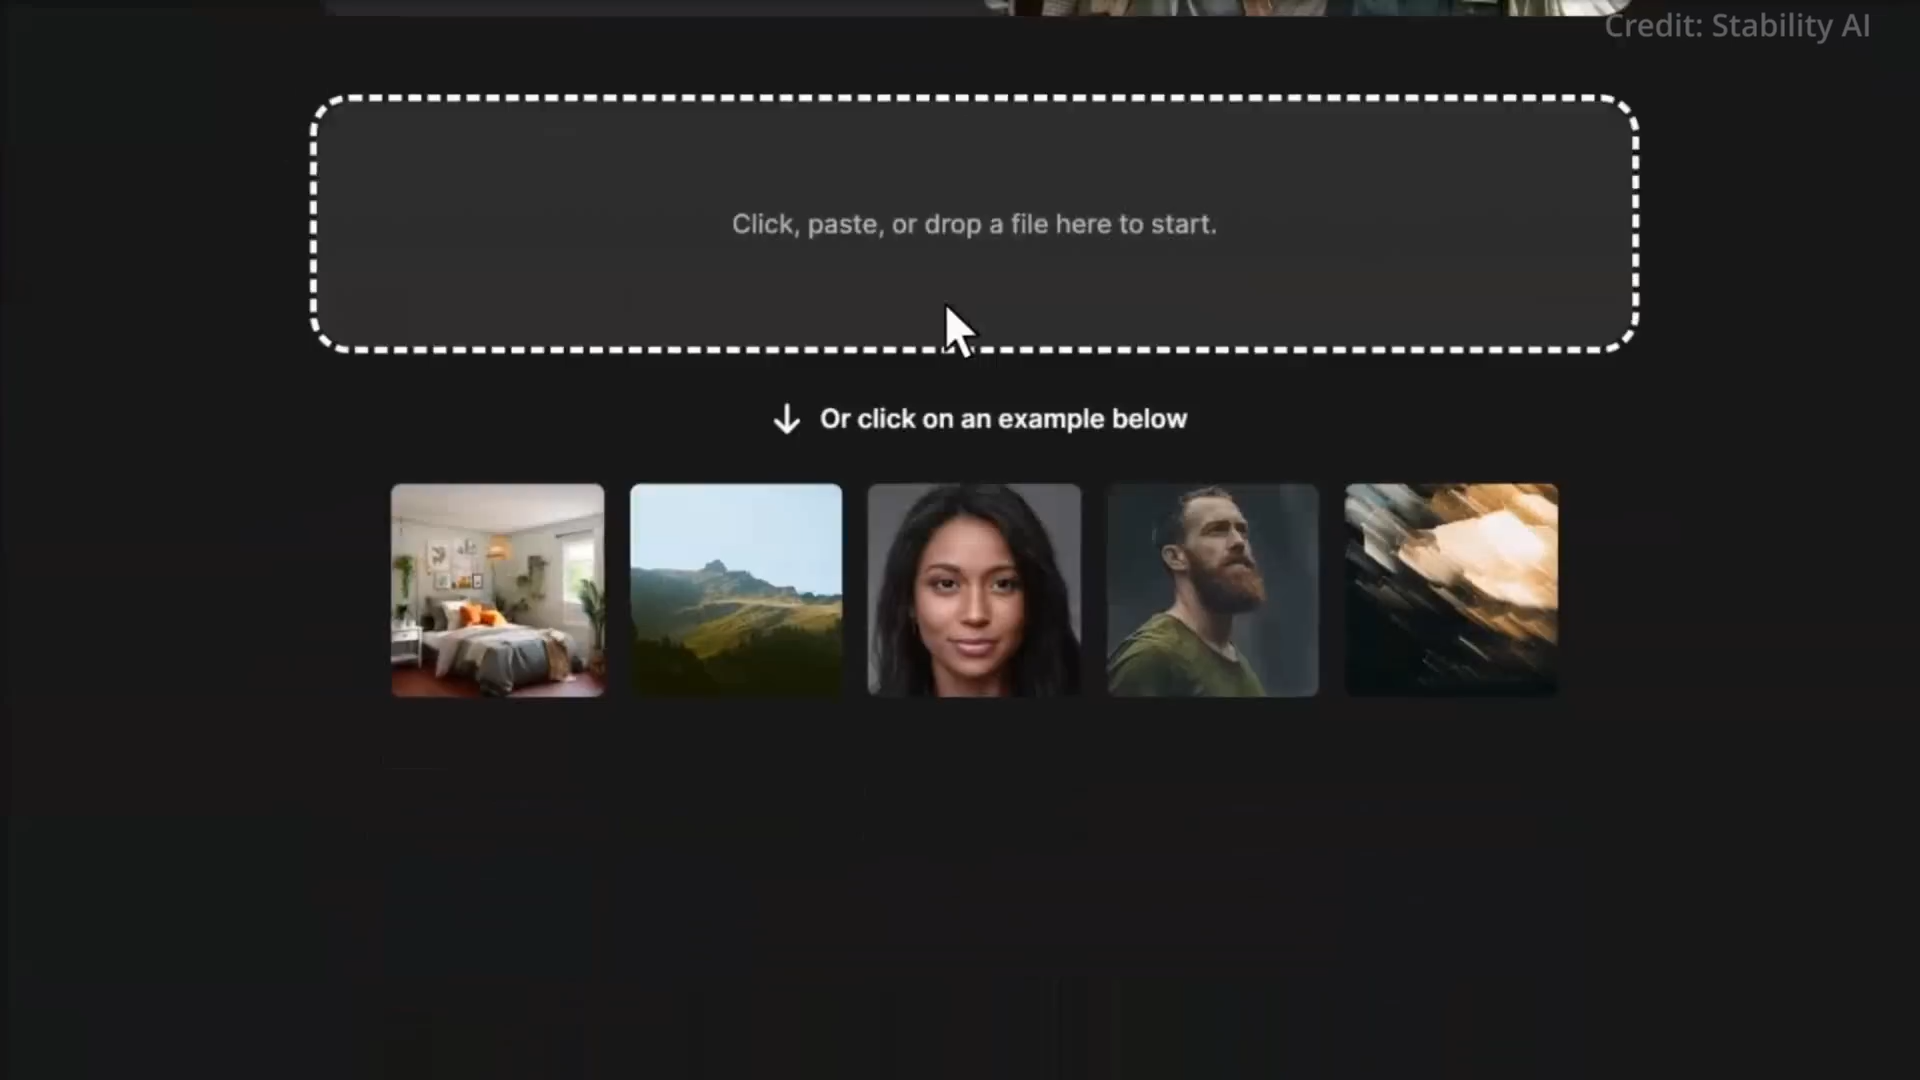 Credit: Stability AI
Click, paste, or drop a file here to start.
Or click on an example below